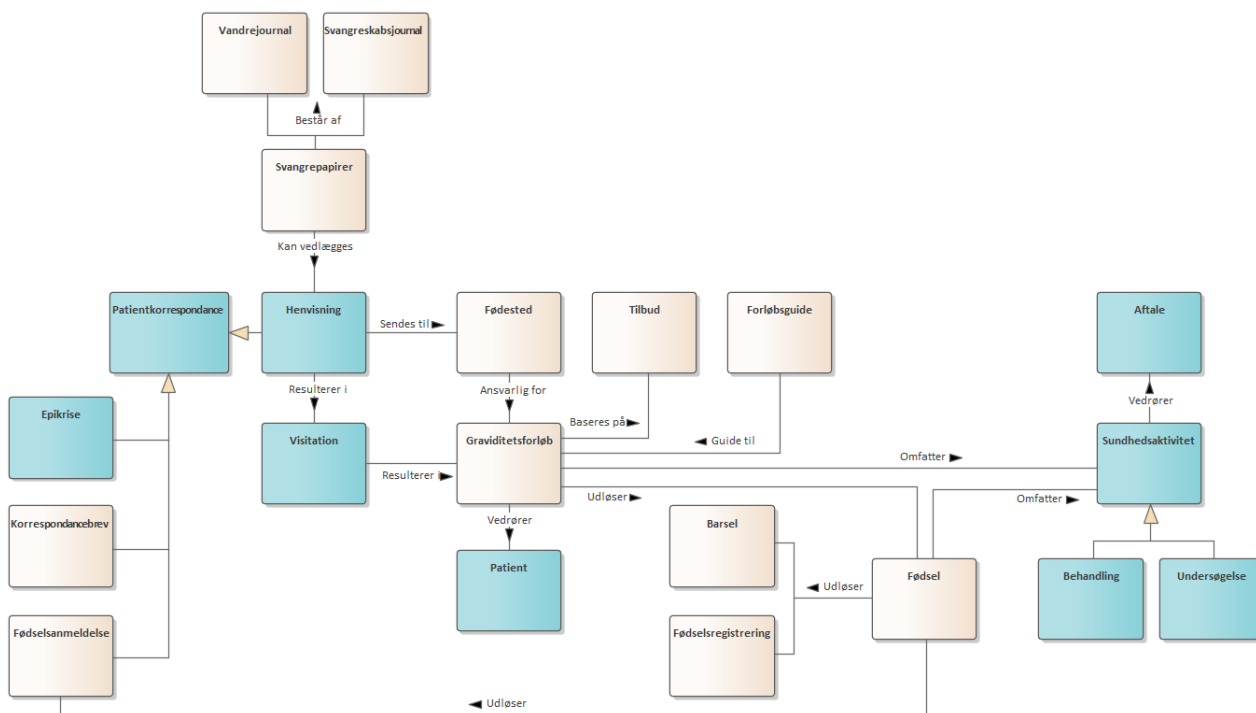 Vandrejournal
Svangreskabsjournal
Består af
Svangrepapirer
Kan vedlægges
Patientkorrespondance
Henvisning
Fødested
Tilbud
Forløbsguide
Aftale
Sendes til
Resulterer i
Ansvarlig for
Vedrører
Epikrise
Visitation
Graviditetsforløb
Baseres på
Guide til
Sundhedsaktivitet
Omfatter
Resulterer i
Udløser
Omfatter
Korrespondancebrev
Vedrører
Barsel
Patient
Fødsel
Behandling
Undersøgelse
Udløser
Fødselsanmeldelse
Fødselsregistrering
Udløser